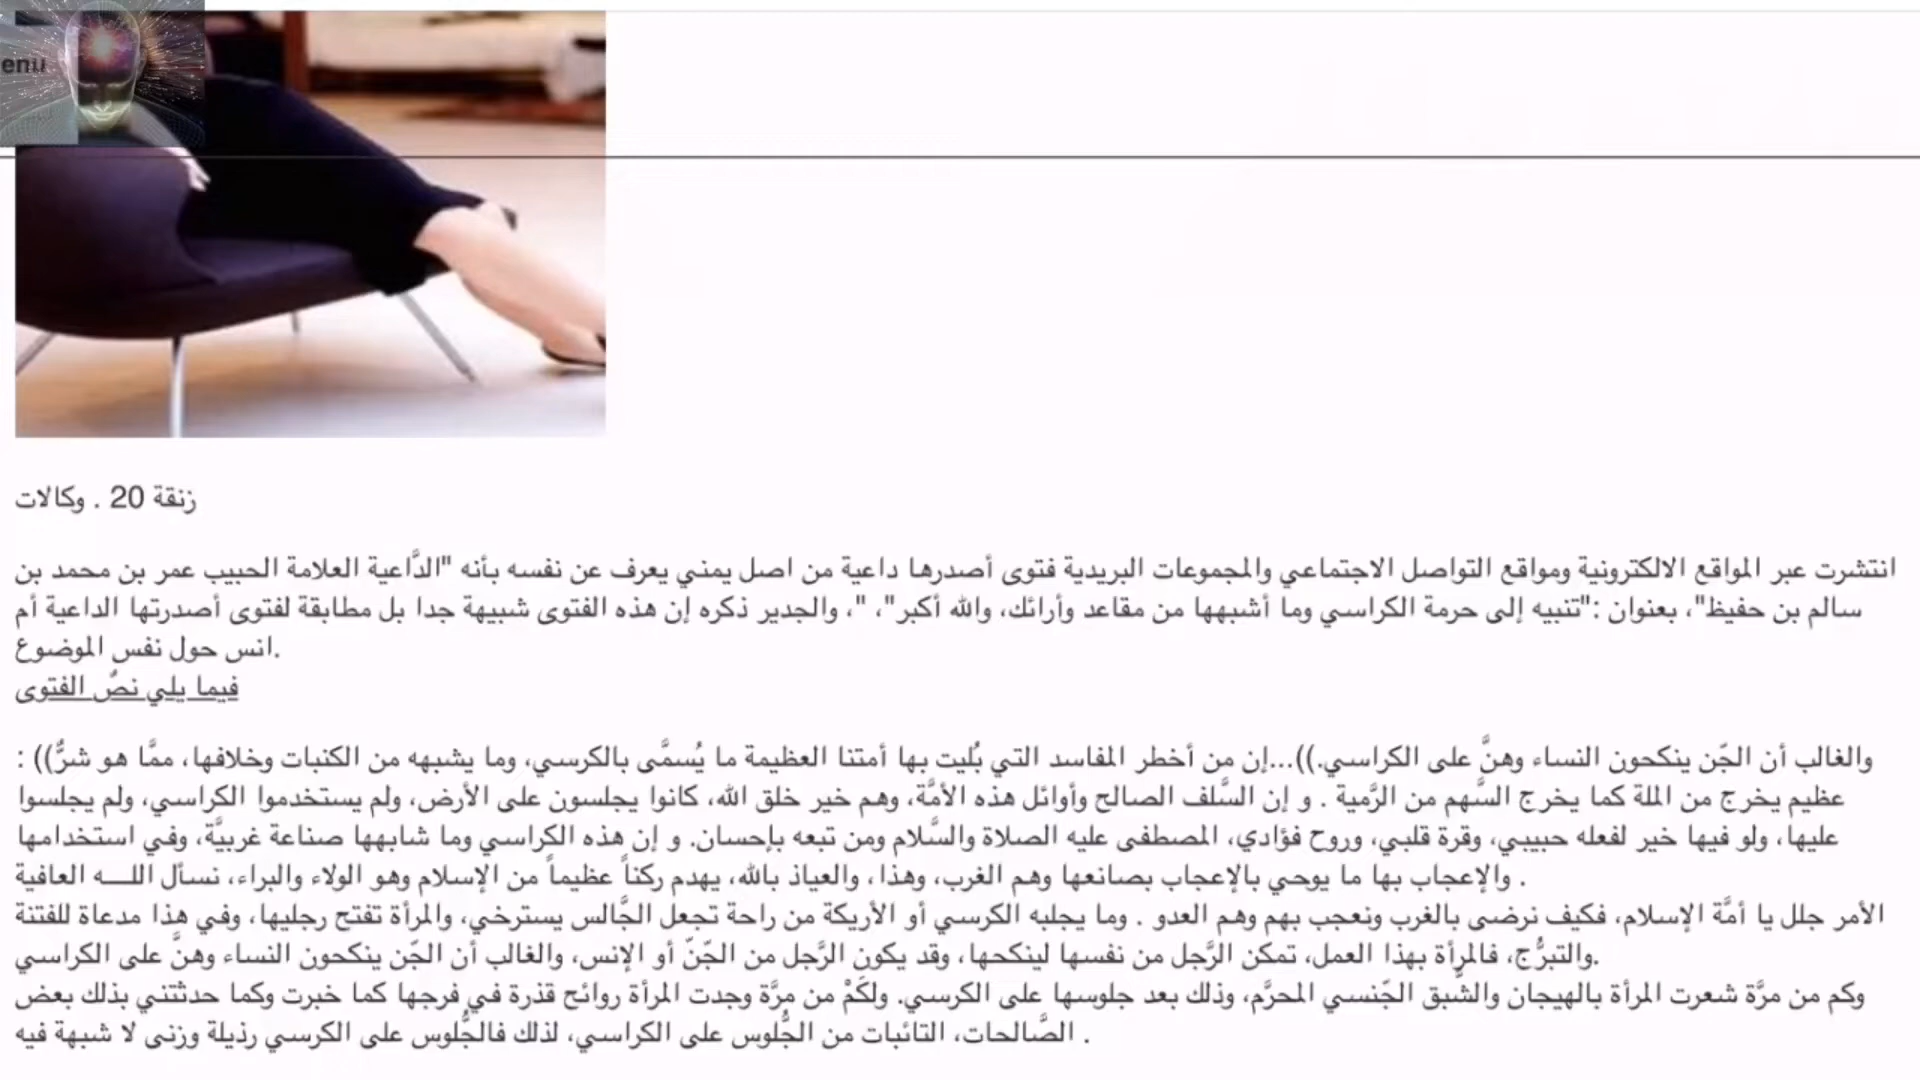 enu
زنقة 20 . وكالات
انتشرت عبر المواقع الالكترونية ومواقع التواصل الاجتماعي والمجموعات البريدية فتوى أصدرها داعية من اصل يمني يعرف عن نفسه بأنه "الدَّاعية العلامة الحبيب عمر بن محمد بن
سالم بن حفيظ"، بعنوان :"تنبيه إلى حرمة الكراسي وما أشبهها من مقاعد وأرائك، والله أكبر"، "، والجدير ذكره إن هذه الفتوى شبيهة جدا بل مطابقة لفتوى أصدرتها الداعية أم
.انس حول نفس الموضوع
فيما يلي نصُ الفتوى
والغالب أن الجّن ينكحون النساء وهنَّ على الكراسي.))...إن من أخطر المفاسد التي بُليت بها أمتنا العظيمة ما يُسمَّى بالكرسي، وما يشبهه من الكنبات وخلافها، ممَّا هو شرٌّ)) :
عظيم يخرج من الملة كما يخرج السَّهم من الرَّمية . و إن السَّلف الصالح وأوائل هذه الأمَّة، وهم خير خلق الله، كانوا يجلسون على الأرض، ولم يستخدموا الكراسي، ولم يجلسوا
عليها، ولو فيها خير لفعله حبيبي، وقرة قلبي، وروح فؤادي، المصطفى عليه الصلاة والسَّلام ومن تبعه بإحسان. و إن هذه الكراسي وما شابهها صناعة غربيَّة، وفي استخدامها
. والإعجاب بها ما يوحي بالإعجاب بصانعها وهم الغرب، وهذا، والعياذ بالله، يهدم ركناً عظيماً من الإسلام وهو الولاء والبراء، نسأل اللـــه العافية
الأمر جلل يا أمَّة الإسلام، فكيف نرضى بالغرب ونعجب بهم وهم العدو . وما يجلبه الكرسي أو الأريكة من راحة تجعل الجَّالس يسترخي، والمرأة تفتح رجليها، وفي هذا مدعاة للفتنة
.والتبرُّج، فالمرأة بهذا العمل، تمكن الرَّجل من نفسها لينكحها، وقد يكون الرَّجل من الجّنّ أو الإنس، والغالب أن الجّن ينكحون النساء وهنَّ على الكراسي
وكم من مرَّة شعرت المرأة بالهيجان والشَّبق الجّنسي المحرَّم، وذلك بعد جلوسها على الكرسي. ولكَمْ من مرَّة وجدت المرأة روائح قذرة في فرجها كما خبرت وكما حدثتني بذلك بعض
. الصَّالحات، التائبات من الجُّلوس على الكراسي، لذلك فالجُّلوس على الكرسي رذيلة وزنى لا شبهة فيه